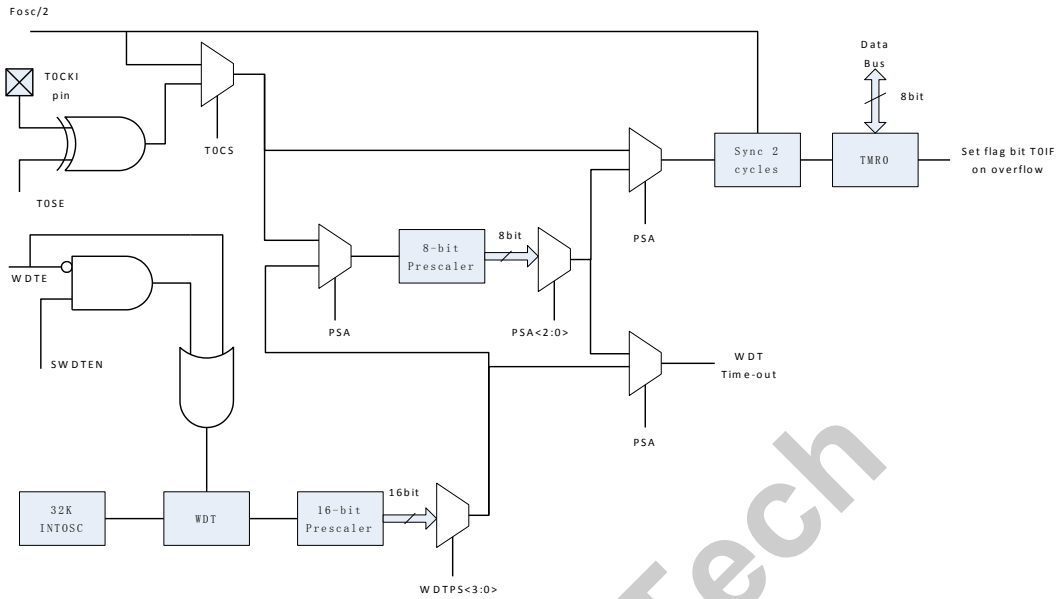 Fosc/2
T0CKI
pin
T0CS
T0SE
Data
Bus
8bit
Sync 2
cycles
TMR0
Set flag bit T0IF
on overflow
PSA
8-bit
Prescaler
8bit
PSA
PSA<2:0>
WDTE
SWDTEN
WDT
Time-out
PSA
32K
INTOSC
WDT
16-bit
Prescaler
16bit
WDTPS<3:0>
Tech